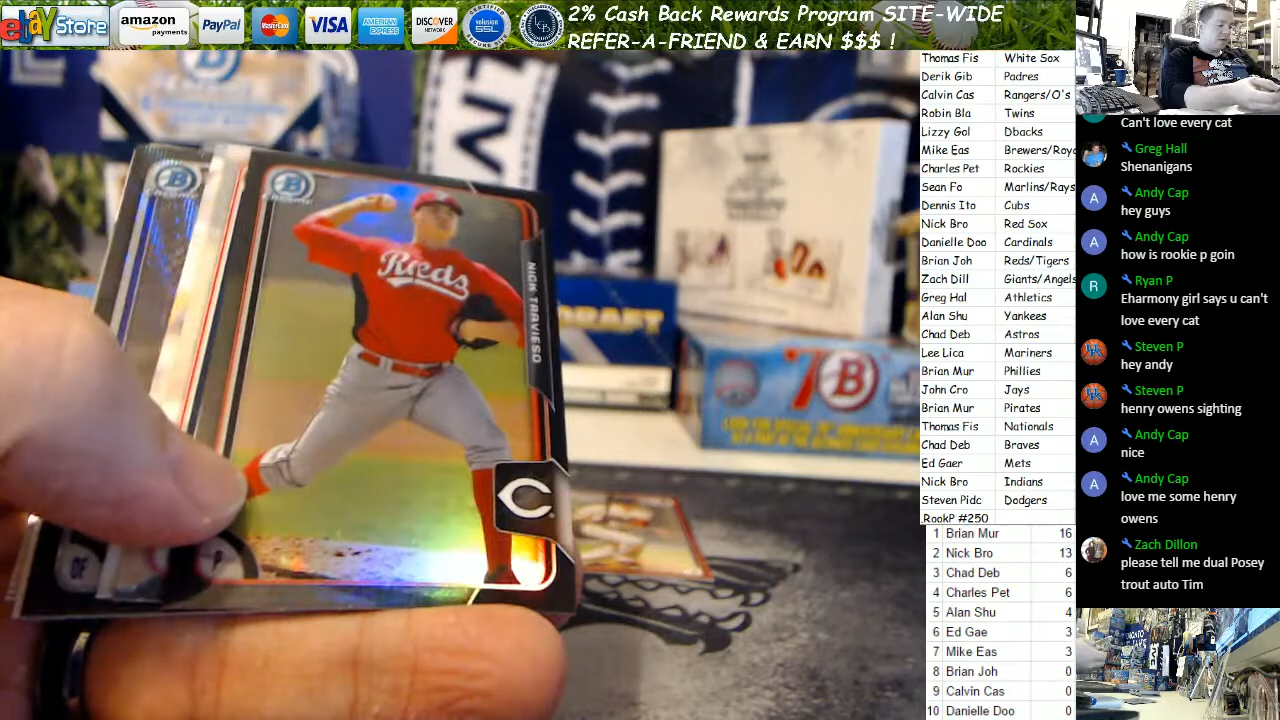 ebay Store
amazon
payments
PayPal
MasterCard
VISA
AMERICAN
EXPRESS
DISCOVER
NETWORK
volusion
SSL
2% Cash Back Rewards Program SITE-WIDE
REFER-A-FRIEND & EARN $$$ !
Thomas Fis White Sox
Derik Gib Padres
Calvin Cas Rangers/O's
Robin Bla Twins
Lizzy Gol Dbacks
Mike Eas Brewers/Roya
Charles Pet Rockies
Sean Fo Marlins/Rays
Dennis Ito Cubs
Nick Bro Red Sox
Danielle Doo Cardinals
Brian Joh Reds/Tigers
Zach Dill Giants/Angels
Greg Hal Athletics
Alan Shu Yankees
Chad Deb Astros
Lee Lica Mariners
Brian Mur Phillies
John Cro Jays
Brian Mur Pirates
Thomas Fis Nationals
Chad Deb Braves
Ed Gaer Mets
Nick Bro Indians
Steven Pidc Dodgers
RookP #250
1 Brian Mur 16
2 Nick Bro 13
3 Chad Deb 6
4 Charles Pet 6
5 Alan Shu 4
6 Ed Gae 3
7 Mike Eas 3
8 Brian Joh 0
9 Calvin Cas 0
10 Danielle Doo 0
Can't love every cat
Greg Hall
Shenanigans
A Andy Cap
hey guys
A Andy Cap
how is rookie p goin
R Ryan P
Eharmony girl says u can't
love every cat
Steven P
hey andy
Steven P
henry owens sighting
A Andy Cap
nice
A Andy Cap
love me some henry
owens
Zach Dillon
please tell me dual Posey
trout auto Tim
B
CHROME
B
CHROME
Reds
NICK TRAVIESO
C
DRAFT
70
B